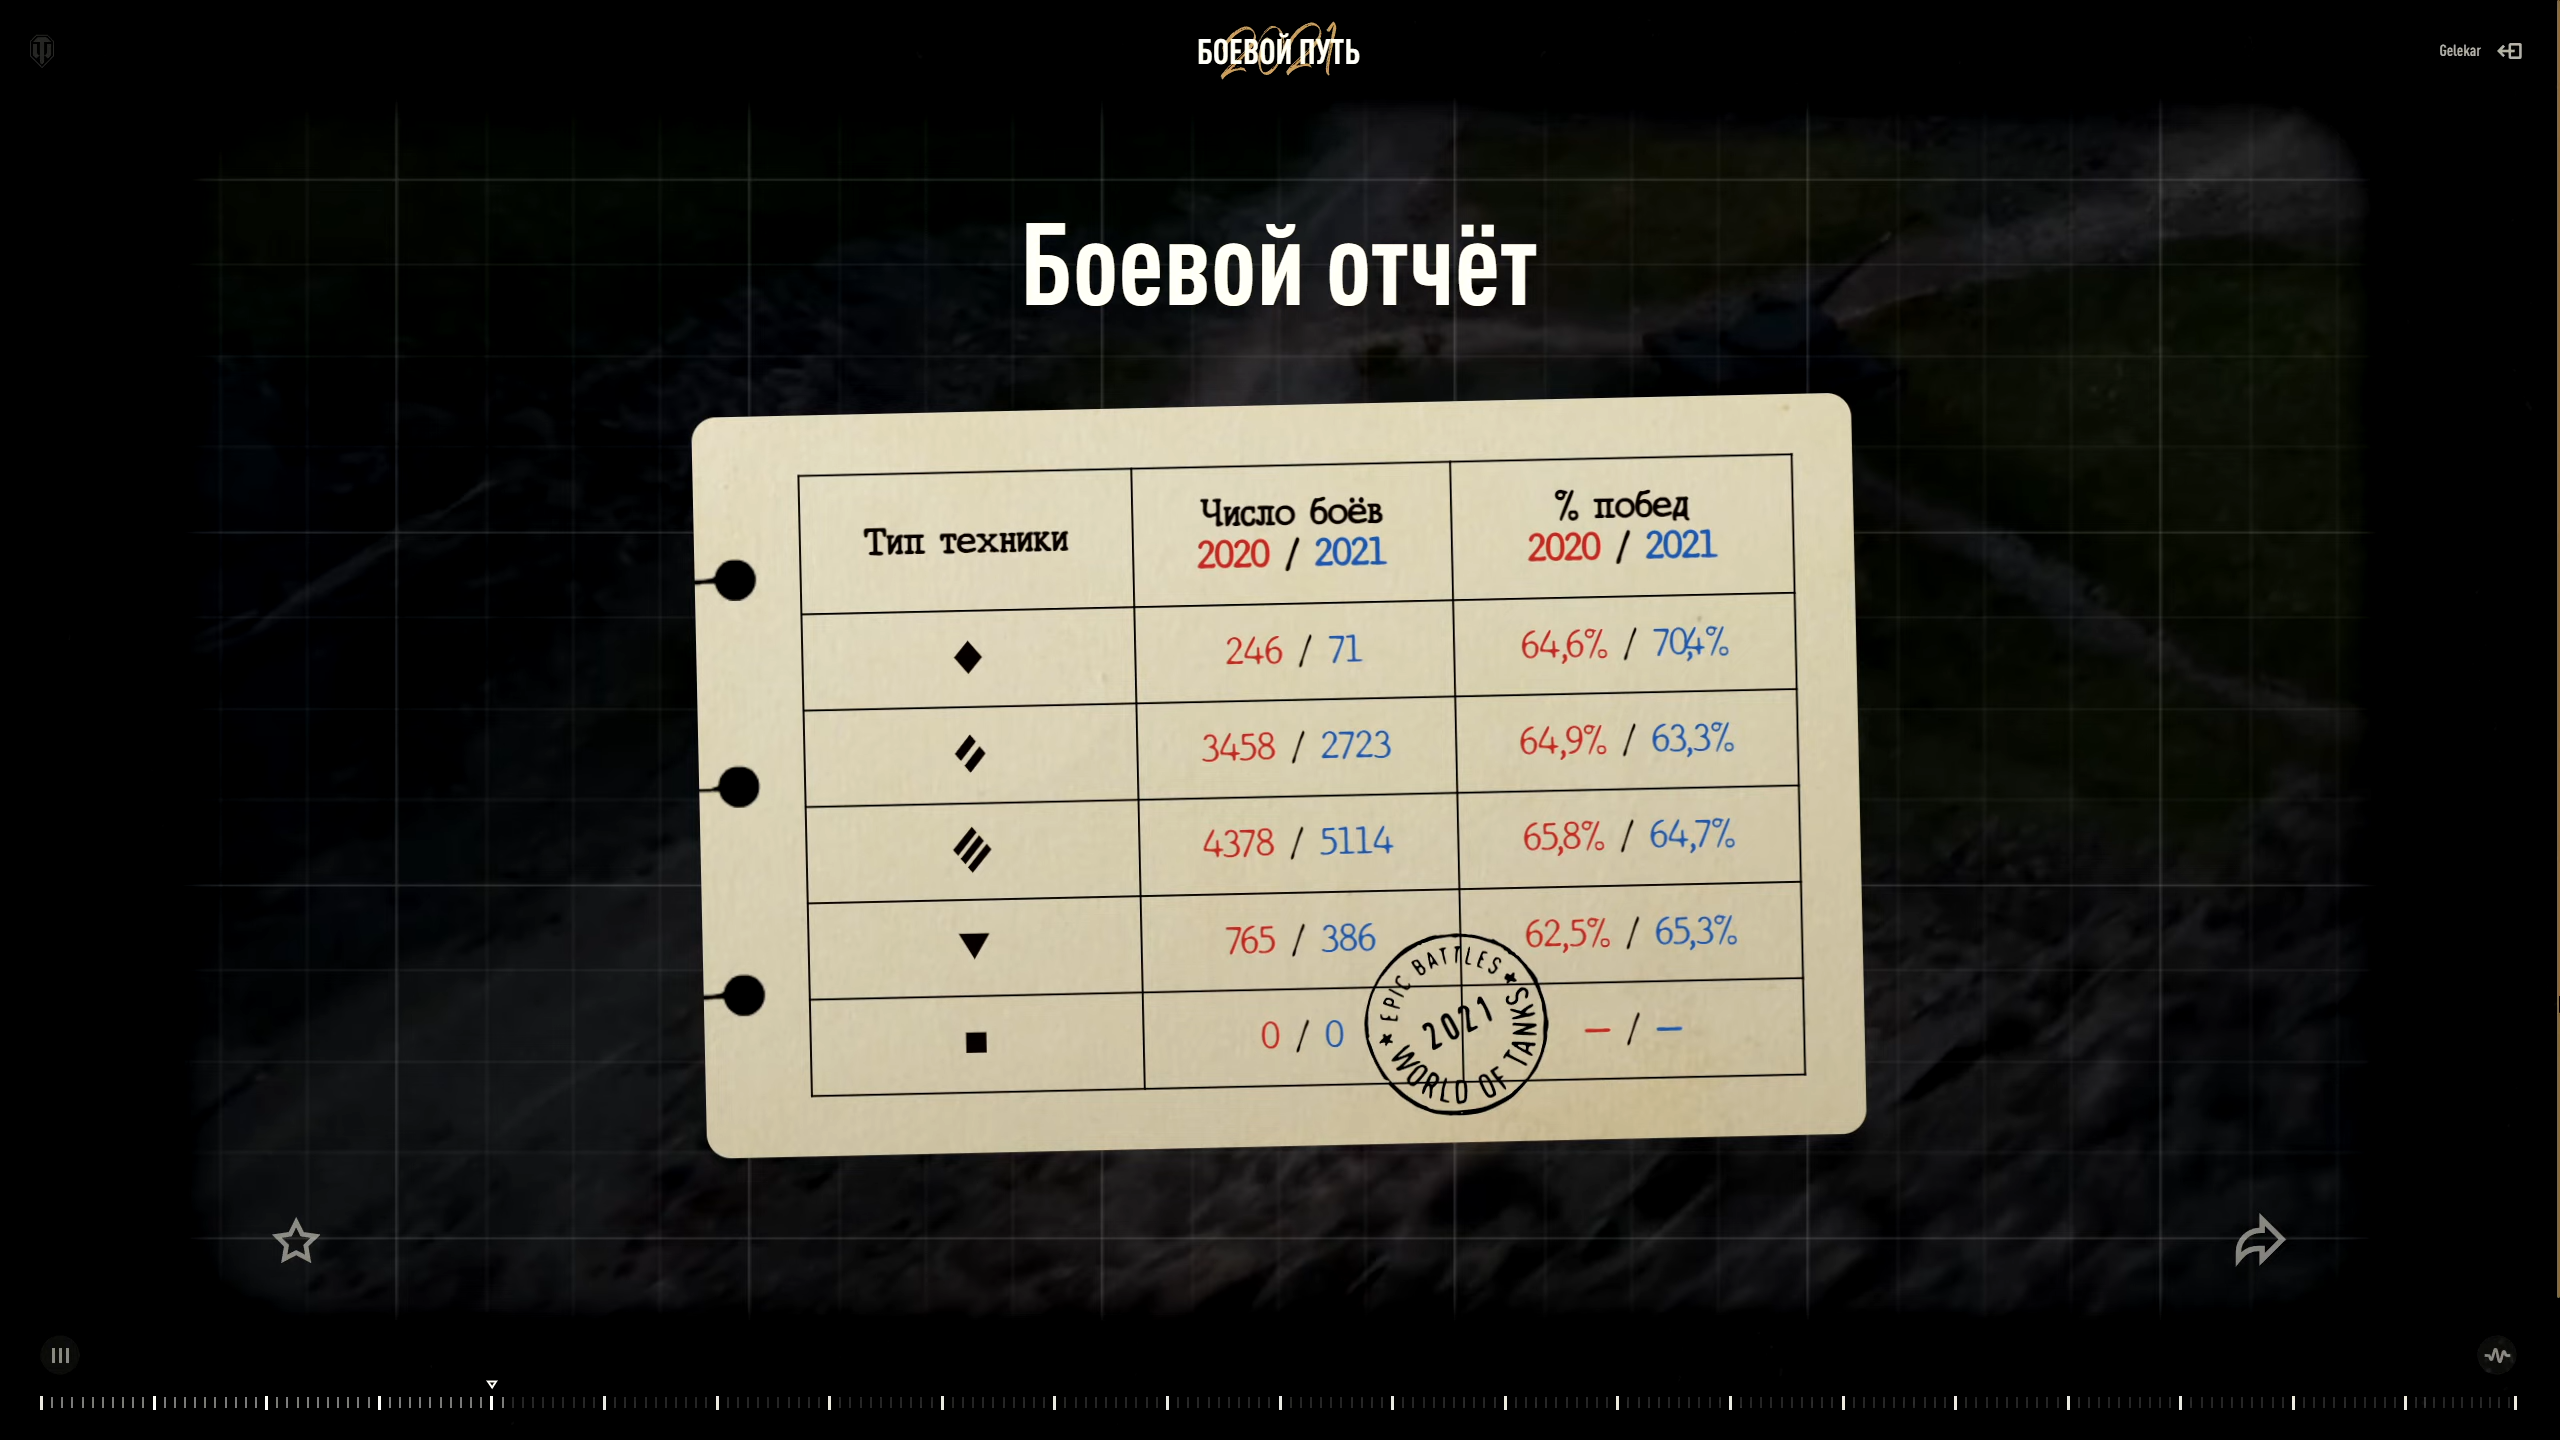 БОЕВОЙ ПУТЬ
2021
Gelekar
Боевой отчёт
Тип техники
Число боёв
2020 / 2021
% побед
2020 / 2021
246 / 71
64,6% / 70,4%
3458 / 2723
64,9% / 63,3%
4378 / 5114
65,8% / 64,7%
765 / 386
62,5% / 65,3%
0 / 0
– / –
EPIC BATTLES
2021
WORLD OF TANKS